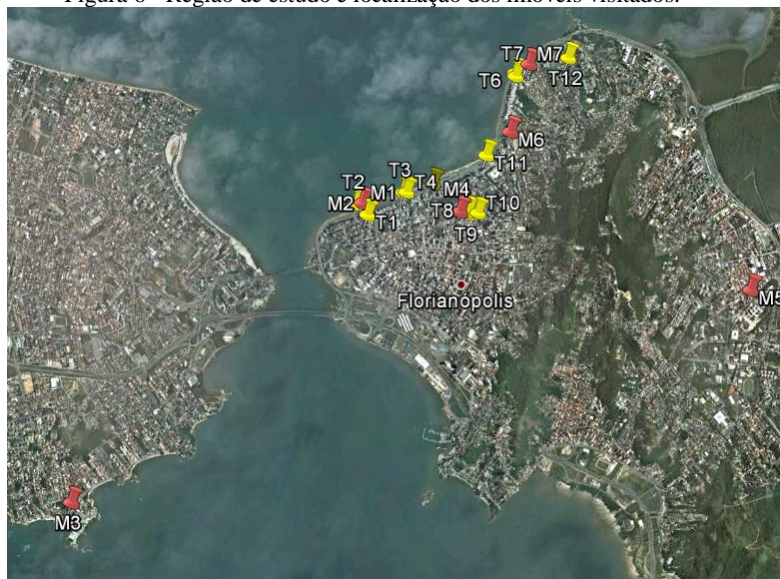 Figura 6 - Região de estudo e localização dos imóveis visitados.
T7 M7
T6 T12
M6
T11
T3
T2 T4
M1 M4
M2 T8 T10
T1
T9
M5
Florianópolis
M3